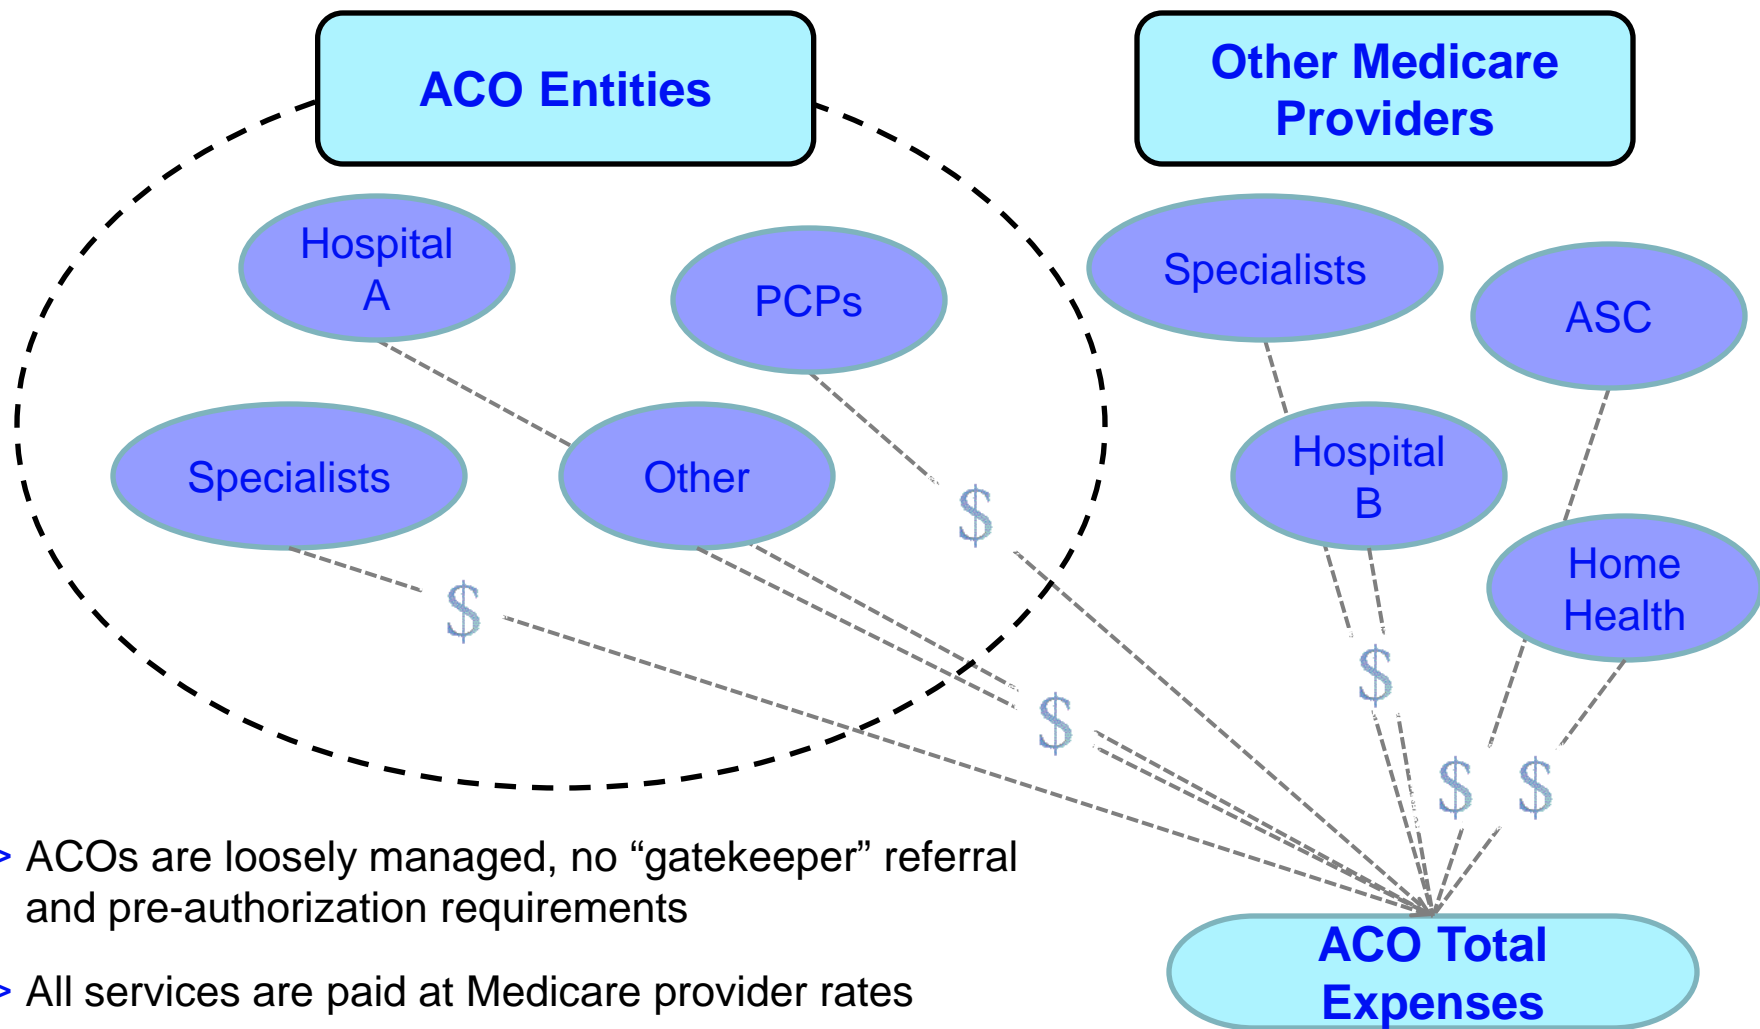 ACO Entities
Other Medicare
Providers
Hospital
A
PCPs
Specialists
Other
Specialists
ASC
Hospital
B
Home
Health
$
$
$
$
$
$
> ACOs are loosely managed, no “gatekeeper” referral
and pre-authorization requirements
> All services are paid at Medicare provider rates
ACO Total
Expenses